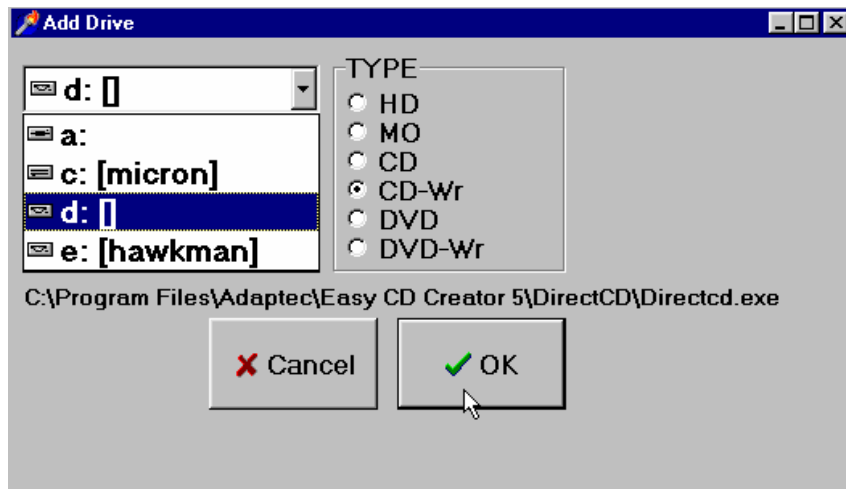 Add Drive
d: []
a:
c: [micron]
d: []
e: [hawkman]
TYPE
HD
MO
CD
CD-Wr
DVD
DVD-Wr
C:\Program Files\Adaptec\Easy CD Creator 5\DirectCD\Directcd.exe
Cancel
OK